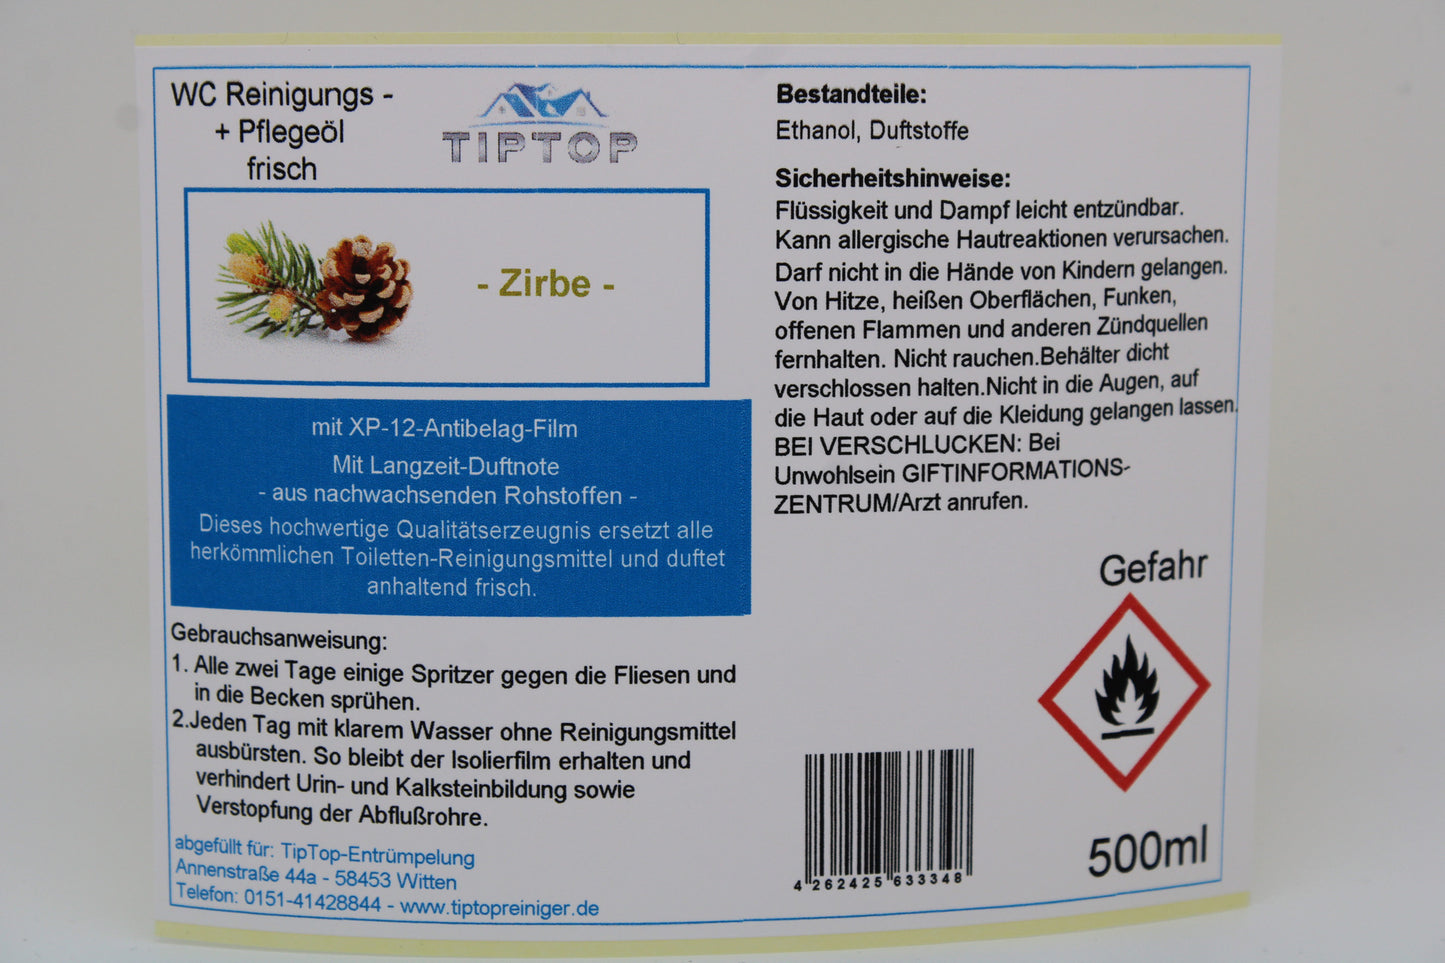 WC Reinigungs -
+ Pflegeöl
frisch
TIPTOP
- Zirbe -
mit XP-12-Antibelag-Film
Mit Langzeit-Duftnote
- aus nachwachsenden Rohstoffen -
Dieses hochwertige Qualitätserzeugnis ersetzt alle
herkömmlichen Toiletten-Reinigungsmittel und duftet
anhaltend frisch.
Gebrauchsanweisung:
1. Alle zwei Tage einige Spritzer gegen die Fliesen und
in die Becken sprühen.
2.Jeden Tag mit klarem Wasser ohne Reinigungsmittel
ausbürsten. So bleibt der Isolierfilm erhalten und
verhindert Urin- und Kalksteinbildung sowie
Verstopfung der Abflußrohre.
abgefüllt für: TipTop-Entrümpelung
Annenstraße 44a - 58453 Witten
Telefon: 0151-41428844 - www.tiptopreiniger.de
Bestandteile:
Ethanol, Duftstoffe
Sicherheitshinweise:
Flüssigkeit und Dampf leicht entzündbar.
Kann allergische Hautreaktionen verursachen.
Darf nicht in die Hände von Kindern gelangen.
Von Hitze, heißen Oberflächen, Funken,
offenen Flammen und anderen Zündquellen
fernhalten. Nicht rauchen.Behälter dicht
verschlossen halten.Nicht in die Augen, auf
die Haut oder auf die Kleidung gelangen lassen.
BEI VERSCHLUCKEN: Bei
Unwohlsein GIFTINFORMATIONS-
ZENTRUM/Arzt anrufen.
Gefahr
4 262425 633348
500ml